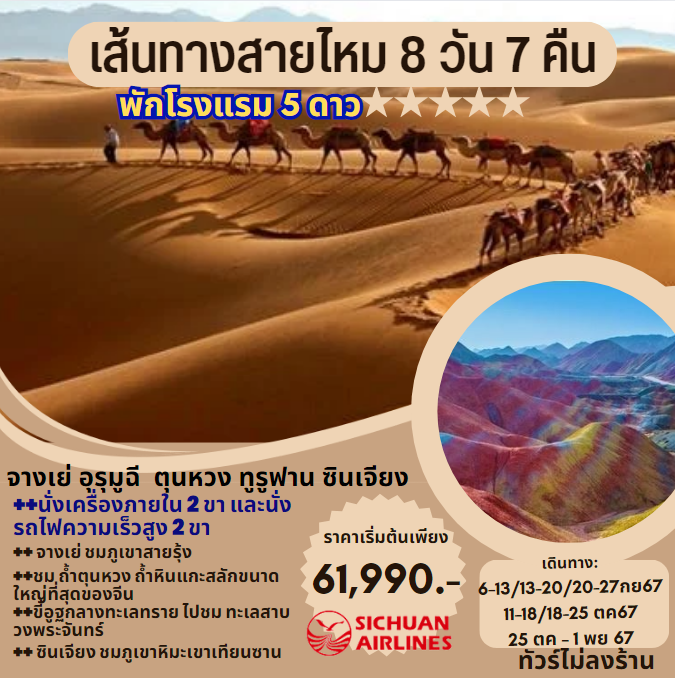 เส้นทางสายไหม 8 วัน 7 คืน
พักโรงแรม 5 ดาว
จางเย่ อุรุมูฉี ตุนหวง ทูรูฟาน ซินเจียง
++นั่งเครื่องภายใน 2 ขา และนั่ง
รถไฟความเร็วสูง 2 ขา
++ จางเย่ ชมภูเขาสายรุ้ง
++ชม ถ้ำตุนหวง ถ้ำหินแกะสลักขนาด
ใหญ่ที่สุดของจีน
++ขี่อูฐกลางทะเลทราย ไปชม ทะเลสาบ
วงพระจันทร์
++ ซินเจียง ชมภูเขาหิมะเขาเทียนซาน
ราคาเริ่มต้นเพียง
61,990.-
SICHUAN
AIRLINES
เดินทาง:
6-13/13-20/20-27กย67
11-18/18-25 ตค67
25 ตค - 1 พย 67
ทัวร์ไม่ลงร้าน